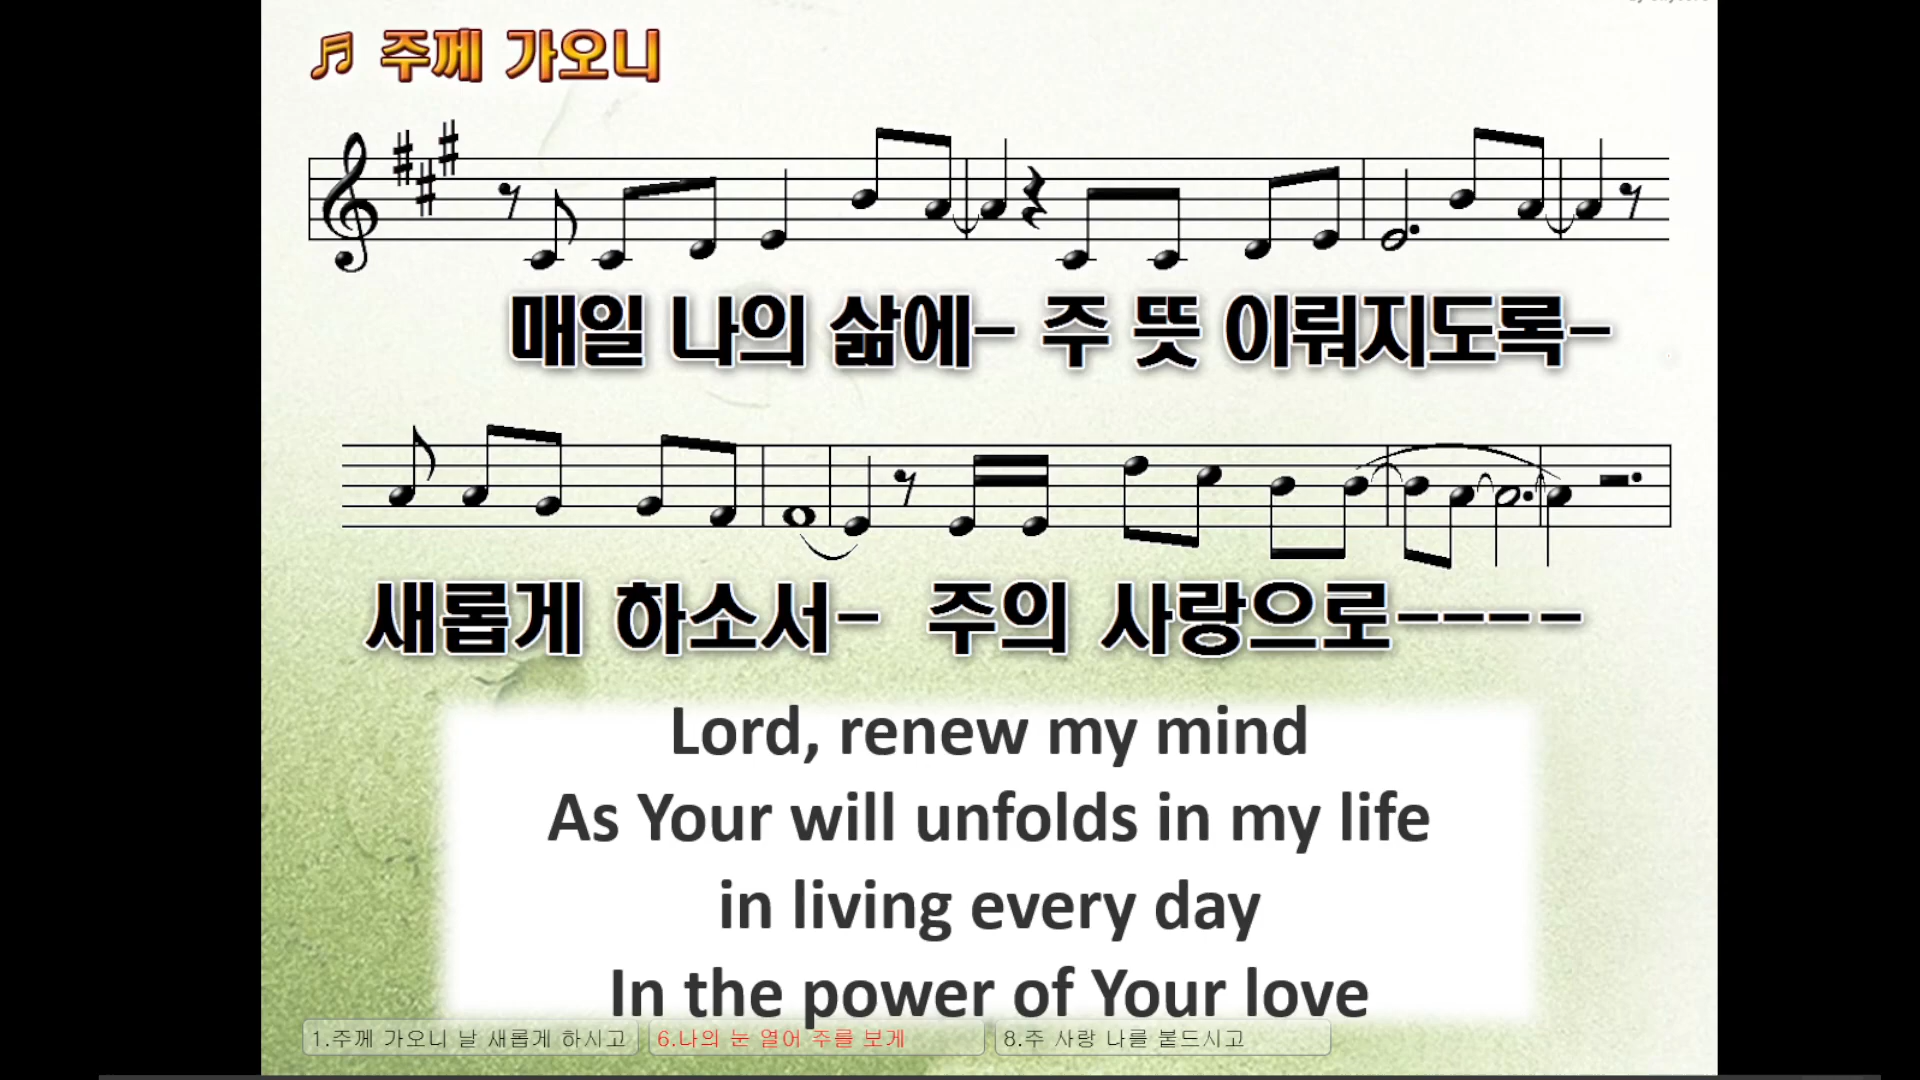 주께 가오니
매일 나의 삶에- 주 뜻 이뤄지도록-
새롭게 하소서- 주의 사랑으로----
Lord, renew my mind
As Your will unfolds in my life
in living every day
In the power of Your love
1.주께 가오니 날 새롭게 하시고
6.나의 눈 열어 주를 보게
8.주 사랑 나를 붙드시고